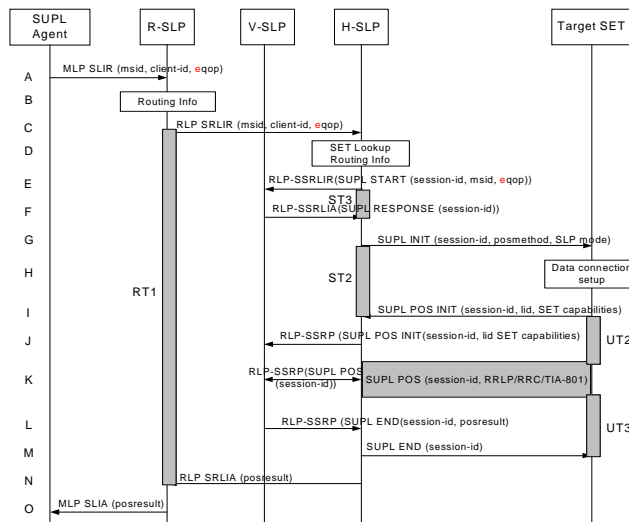 SUPL
Agent
R-SLP
V-SLP
H-SLP
Target SET
A
MLP SLIR (msid, client-id, eqop)
B
Routing Info
C
RLP SRLIR (msid, client-id, eqop)
D
SET Lookup
Routing Info
E
RLP-SSRLIR(SUPL START (session-id, msid, eqop))
ST3
F
RLP-SSRLIA(SUPL RESPONSE (session-id))
G
SUPL INIT (session-id, posmethod, SLP mode)
H
ST2
Data connection
setup
RT1
I
SUPL POS INIT (session-id, lid, SET capabilities)
J
RLP-SSRP (SUPL POS INIT(session-id, lid SET capabilities)
UT2
K
RLP-SSRP(SUPL POS
(session-id))
SUPL POS (session-id, RRLP/RRC/TIA-801)
L
RLP-SSRP (SUPL END(session-id, posresult)
UT3
M
SUPL END (session-id)
N
RLP SRLIA (posresult)
O
MLP SLIA (posresult)